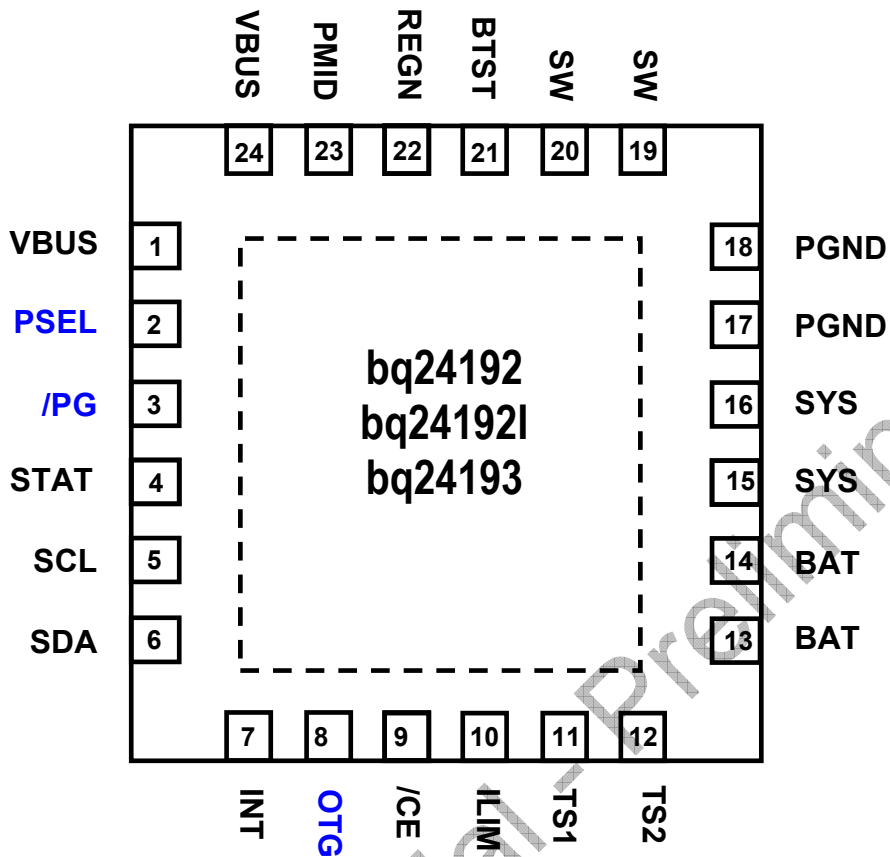 VBUS PMID REGN BTST SW SW
24 23 22 21 20 19
VBUS 1 18 PGND
PSEL 2 17 PGND
/PG 3 16 SYS
STAT 4 15 SYS
SCL 5 14 BAT
SDA 6 13 BAT
bq24192
bq24192I
bq24193
7 8 9 10 11 12
INT OTG /CE ILIM TS1 TS2